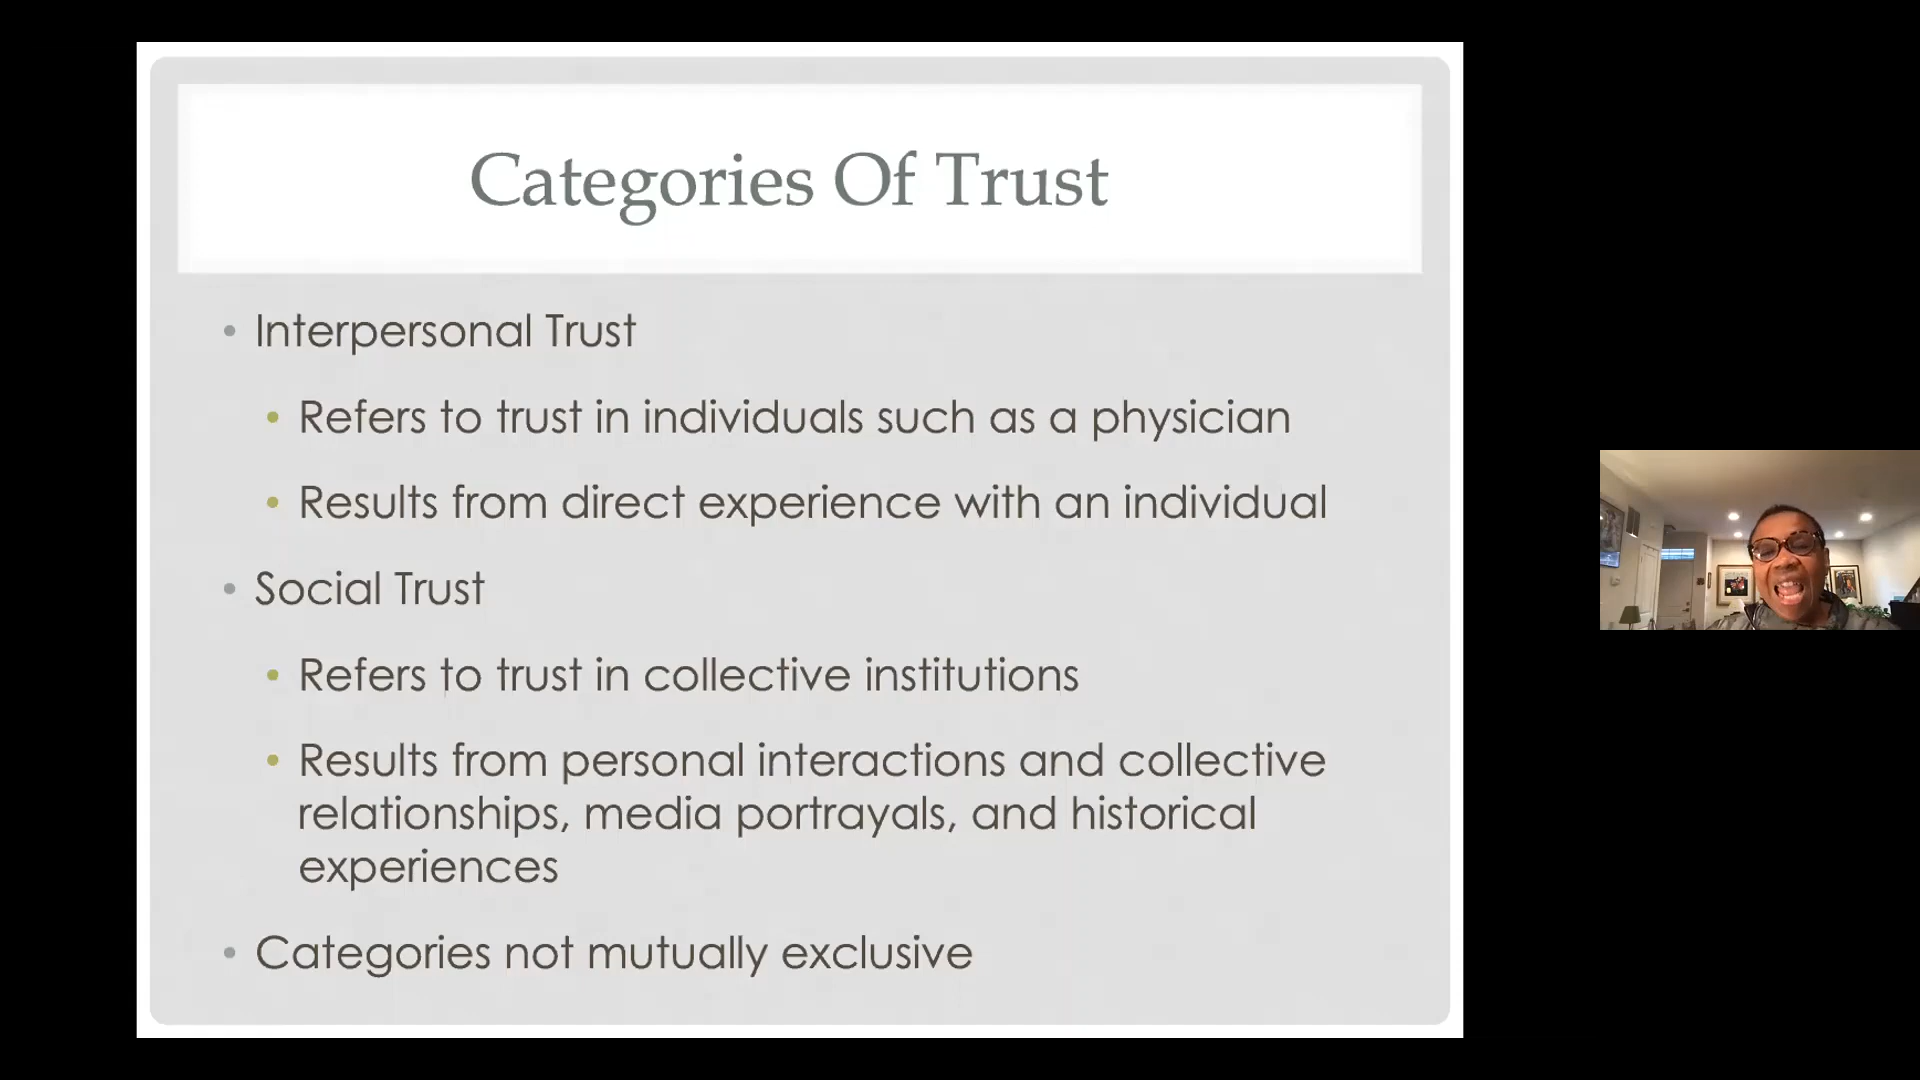 Categories Of Trust
• Interpersonal Trust
• Refers to trust in individuals such as a physician
• Results from direct experience with an individual
• Social Trust
• Refers to trust in collective institutions
• Results from personal interactions and collective
relationships, media portrayals, and historical
experiences
• Categories not mutually exclusive